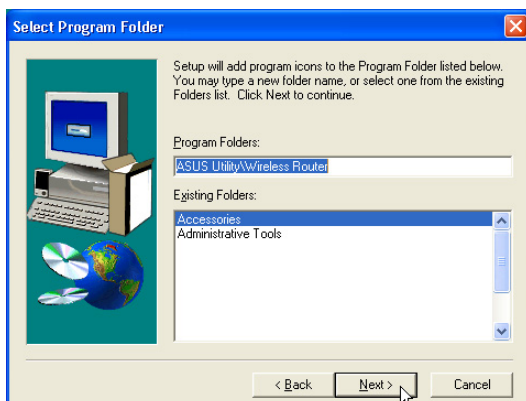 Select Program Folder
Setup will add program icons to the Program Folder listed below.
You may type a new folder name, or select one from the existing
Folders list. Click Next to continue.
Program Folders:
ASUS Utility\Wireless Router
Existing Folders:
Accessories
Administrative Tools
< Back
Next >
Cancel